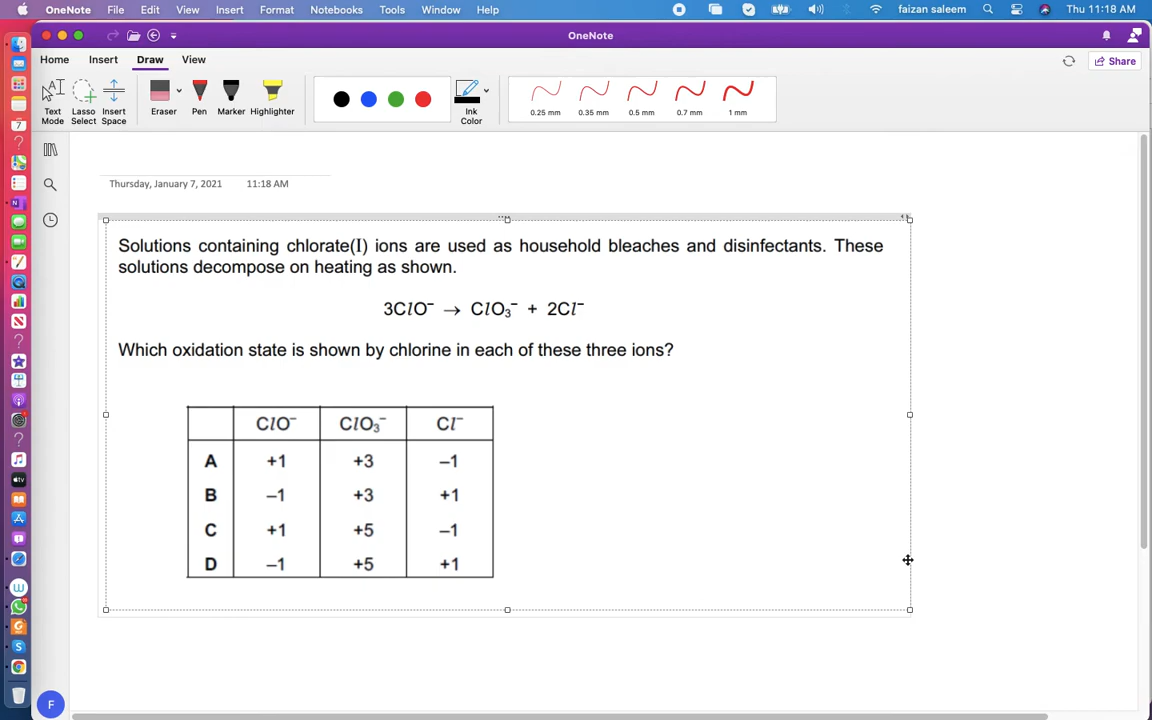 OneNote File Edit View Insert Format Notebooks Tools Window Help faizan saleem Thu 11:18 AM
OneNote
Home Insert Draw View
Share
Text Mode Lasso Select Insert Space Eraser Pen Marker Highlighter Ink Color 0.25 mm 0.35 mm 0.5 mm 0.7 mm 1 mm
Thursday, January 7, 2021 11:18 AM
Solutions containing chlorate(I) ions are used as household bleaches and disinfectants. These
solutions decompose on heating as shown.
3ClO⁻ → ClO₃⁻ + 2Cl⁻
Which oxidation state is shown by chlorine in each of these three ions?
ClO⁻ ClO₃⁻ Cl⁻
A +1 +3 –1
B –1 +3 +1
C +1 +5 –1
D –1 +5 +1
F